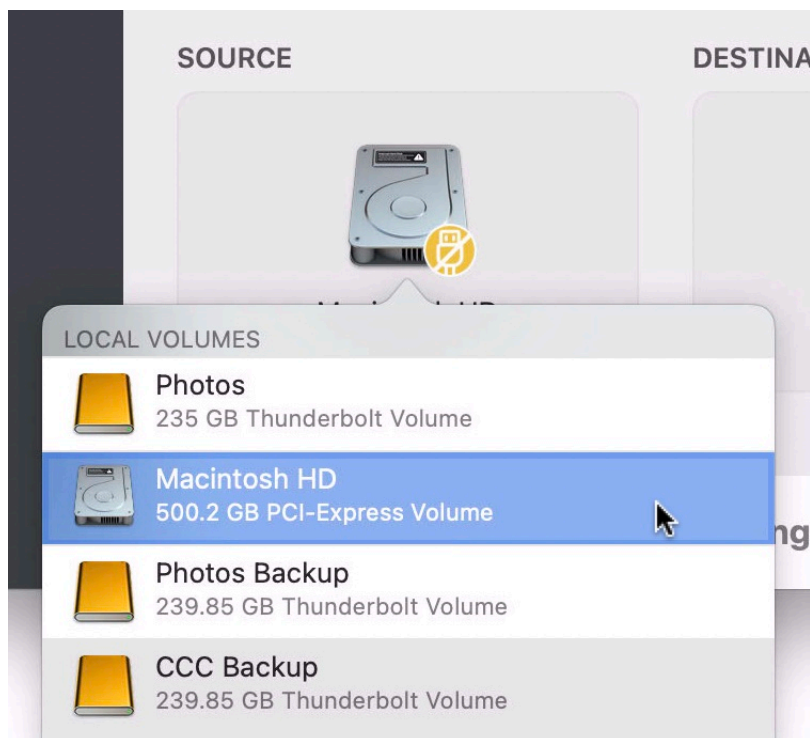 SOURCE
DESTINA
LOCAL VOLUMES
Photos
235 GB Thunderbolt Volume
Macintosh HD
500.2 GB PCI-Express Volume
ng
Photos Backup
239.85 GB Thunderbolt Volume
CCC Backup
239.85 GB Thunderbolt Volume